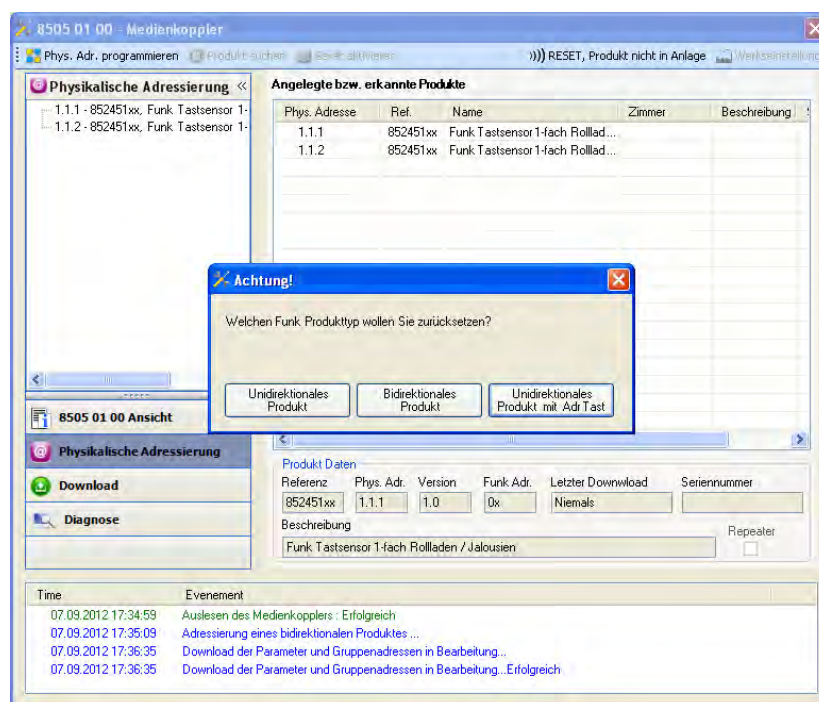 8505 01 00 - Medienkoppler
Phys. Adr. programmieren Produkt suchen Gerät aktivieren )))) RESET, Produkt nicht in Anlage Werkseinstellung
Physikalische Adressierung «
1.1.1 - 852451xx, Funk Tastsensor 1-
1.1.2 - 852451xx, Funk Tastsensor 1-
Angelegte bzw. erkannte Produkte
Phys. Adresse Ref. Name Zimmer Beschreibung
1.1.1 852451xx Funk Tastsensor 1-fach Rolllad...
1.1.2 852451xx Funk Tastsensor 1-fach Rolllad...
Achtung!
Welchen Funk Produkttyp wollen Sie zurücksetzen?
Unidirektionales
Produkt
Bidirektionales
Produkt
Unidirektionales
Produkt mit Adr Tast
8505 01 00 Ansicht
Physikalische Adressierung
Download
Diagnose
Produkt Daten
Referenz Phys. Adr. Version Funk Adr. Letzter Downwload Seriennummer
852451xx 1.1.1 1.0 0x Niemals
Beschreibung
Repeater
Funk Tastsensor 1-fach Rollladen / Jalousien
Time Evenement
07.09.2012 17:34:59 Auslesen des Medienkopplers : Erfolgreich
07.09.2012 17:35:09 Adressierung eines bidirektionalen Produktes ...
07.09.2012 17:36:35 Download der Parameter und Gruppenadressen in Bearbeitung...
07.09.2012 17:36:35 Download der Parameter und Gruppenadressen in Bearbeitung...Erfolgreich